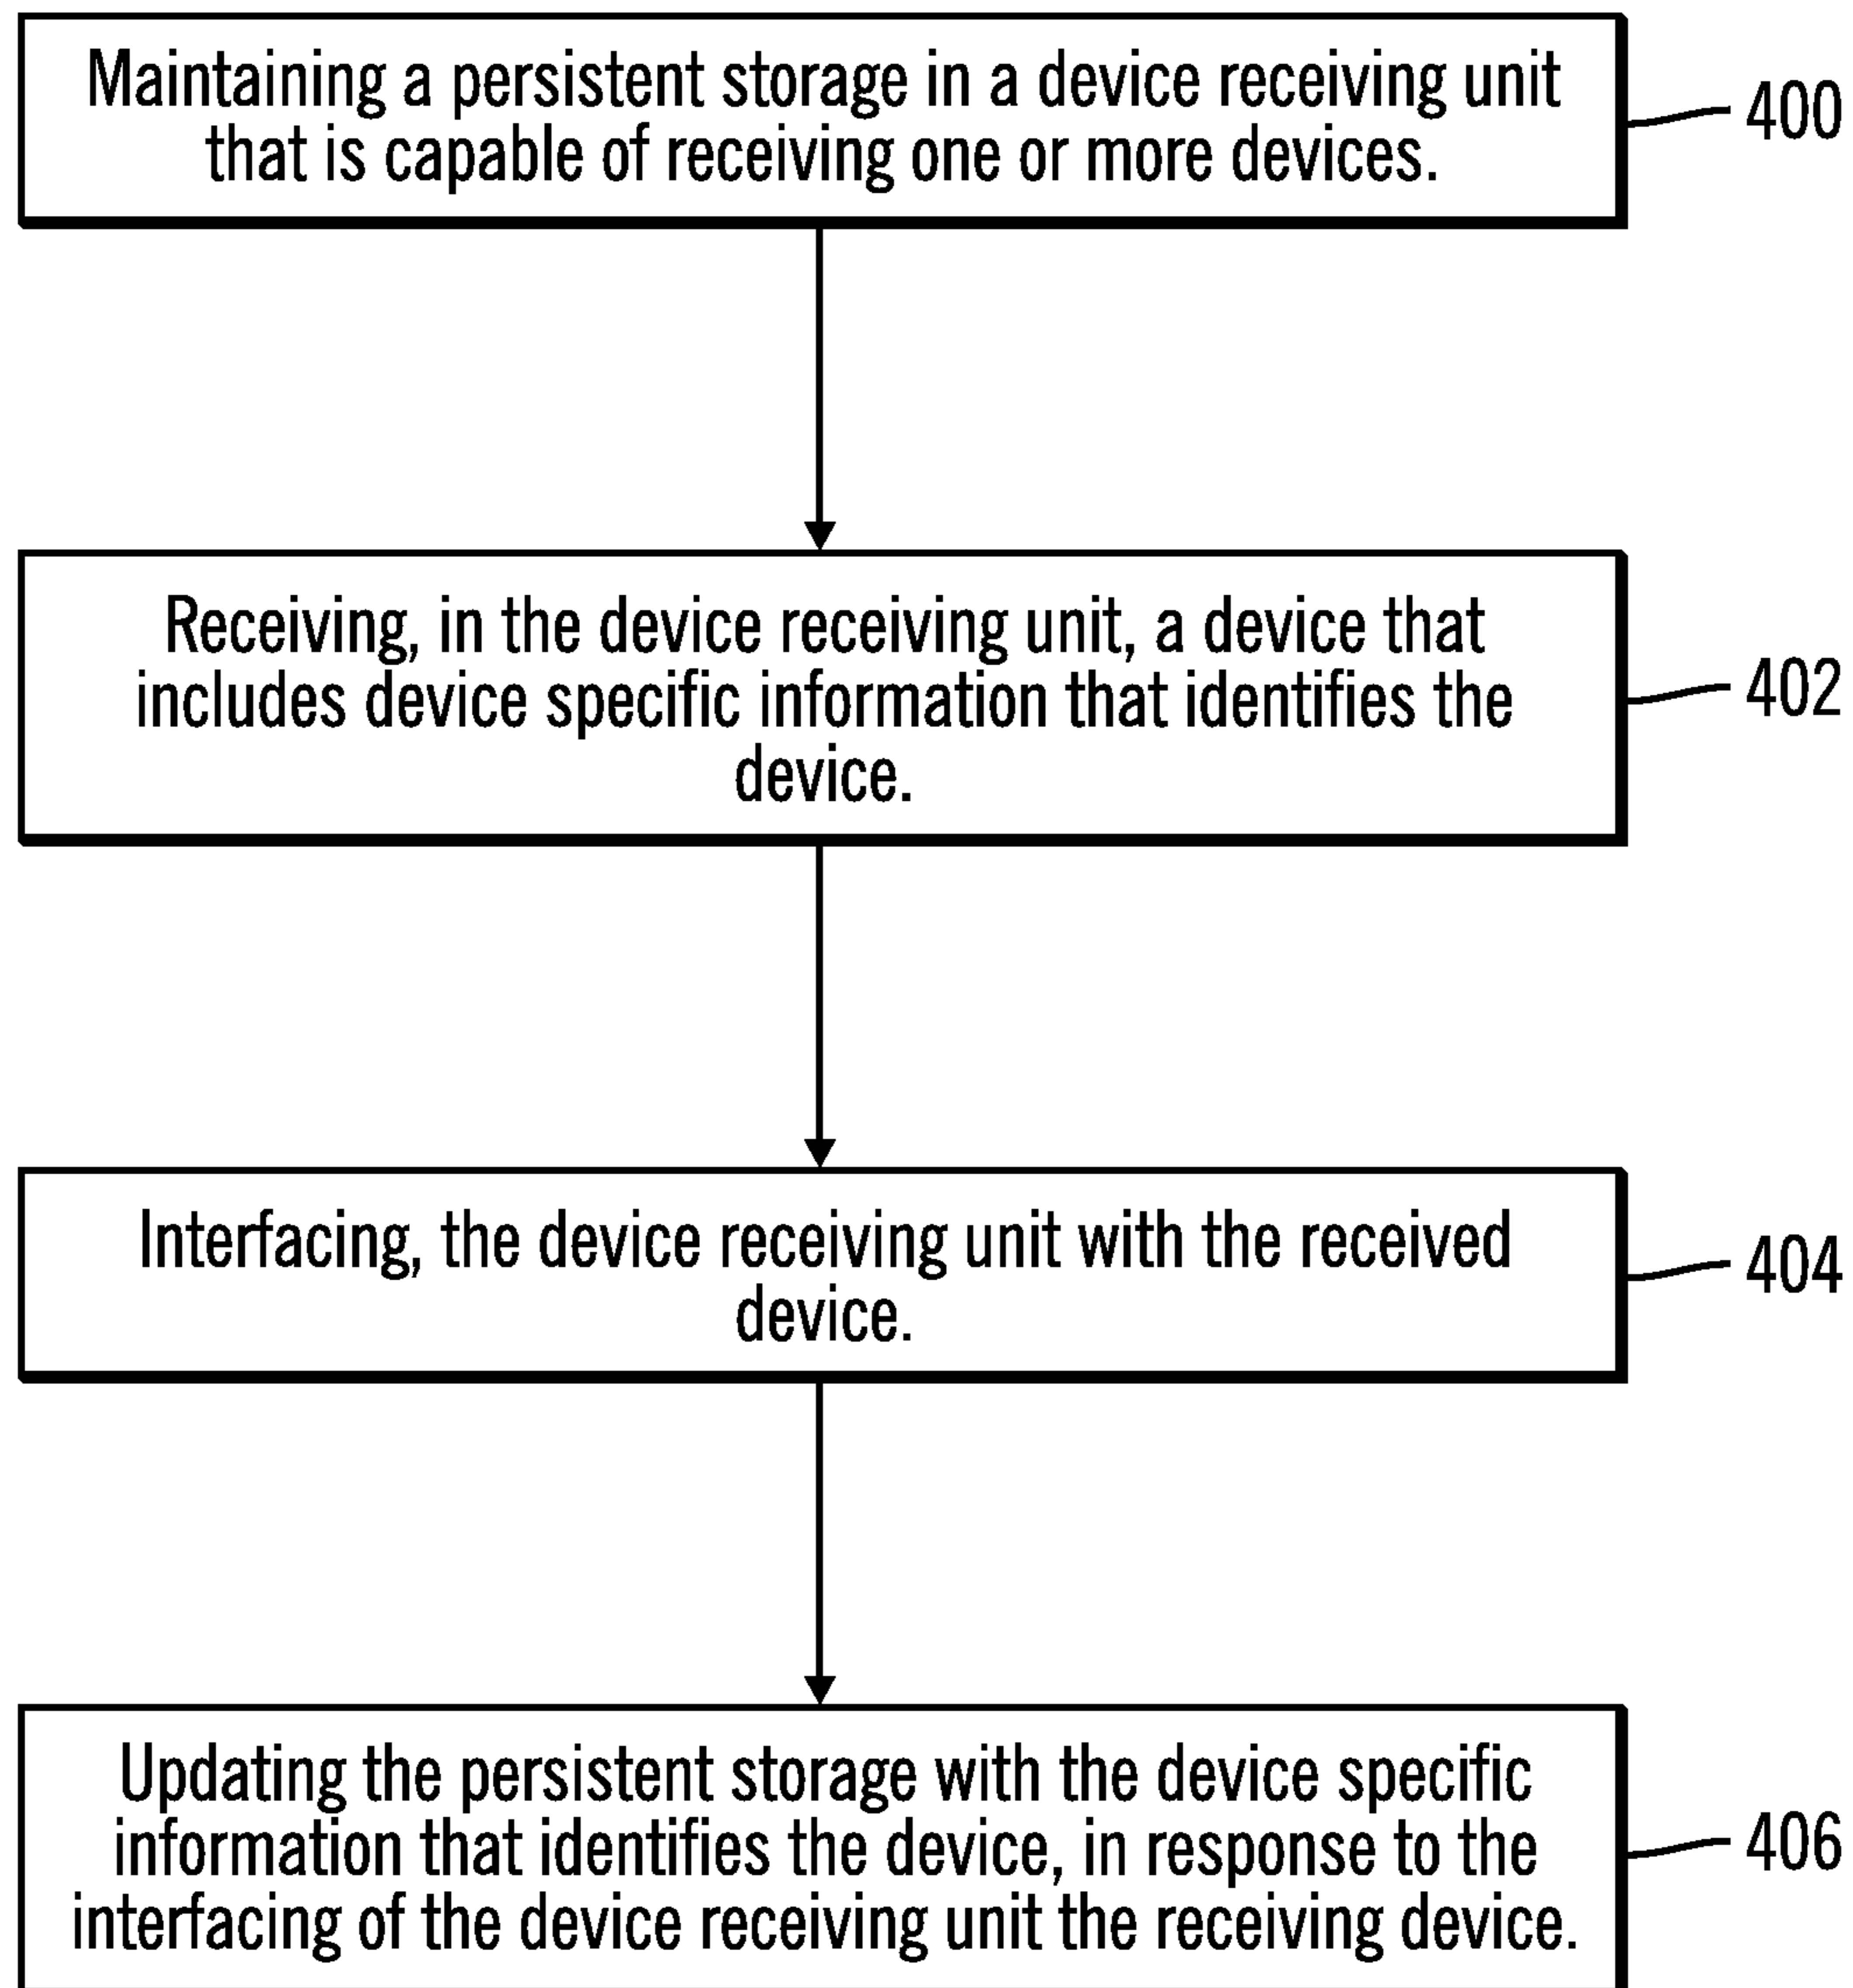 Maintaining a persistent storage in a device receiving unit
that is capable of receiving one or more devices.
400
Receiving, in the device receiving unit, a device that
includes device specific information that identifies the
device.
402
Interfacing, the device receiving unit with the received
device.
404
Updating the persistent storage with the device specific
information that identifies the device, in response to the
interfacing of the device receiving unit the receiving device.
406